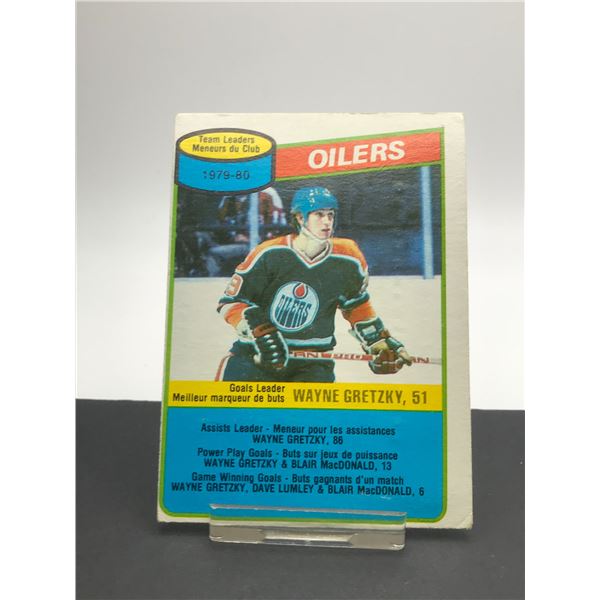 Team Leaders
Meneurs du Club
1979-80
OILERS
OILERS
Goals Leader
Meilleur marqueur de buts
WAYNE GRETZKY, 51
Assists Leader - Meneur pour les assistances
WAYNE GRETZKY, 86
Power Play Goals - Buts sur jeux de puissance
WAYNE GRETZKY & BLAIR MacDONALD, 13
Game Winning Goals - Buts gagnants d'un match
WAYNE GRETZKY, DAVE LUMLEY & BLAIR MacDONALD, 6